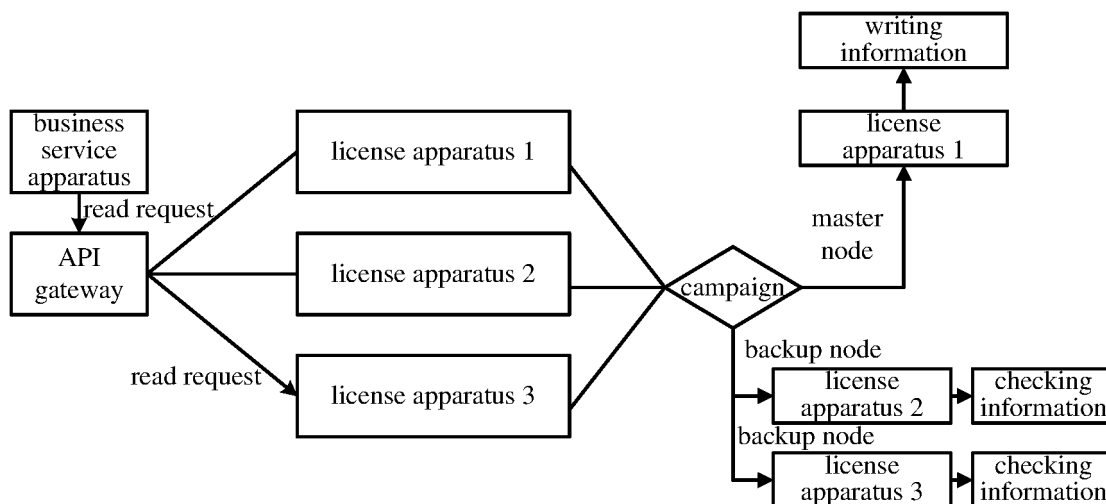 writing
information
business
service
apparatus
license apparatus 1
license
apparatus 1
read request
master
node
API
gateway
license apparatus 2
campaign
backup node
read request
license apparatus 3
license
apparatus 2
checking
information
backup node
license
apparatus 3
checking
information